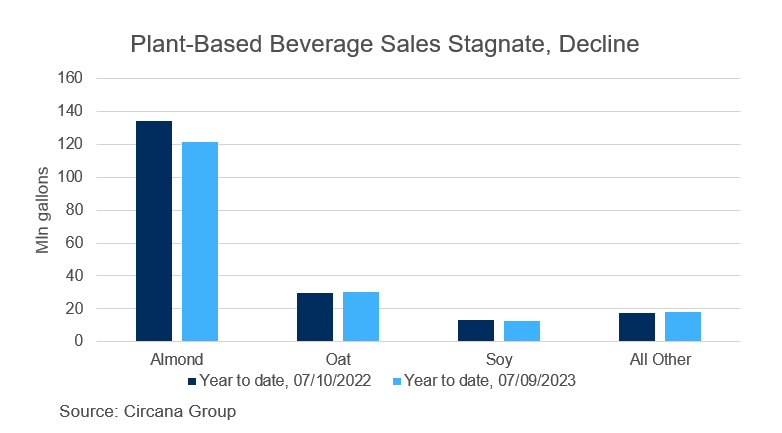 Plant-Based Beverage Sales Stagnate, Decline
160
140
120
100
80
60
40
20
0
Mln gallons
Almond Oat Soy All Other
Year to date, 07/10/2022 Year to date, 07/09/2023
Source: Circana Group